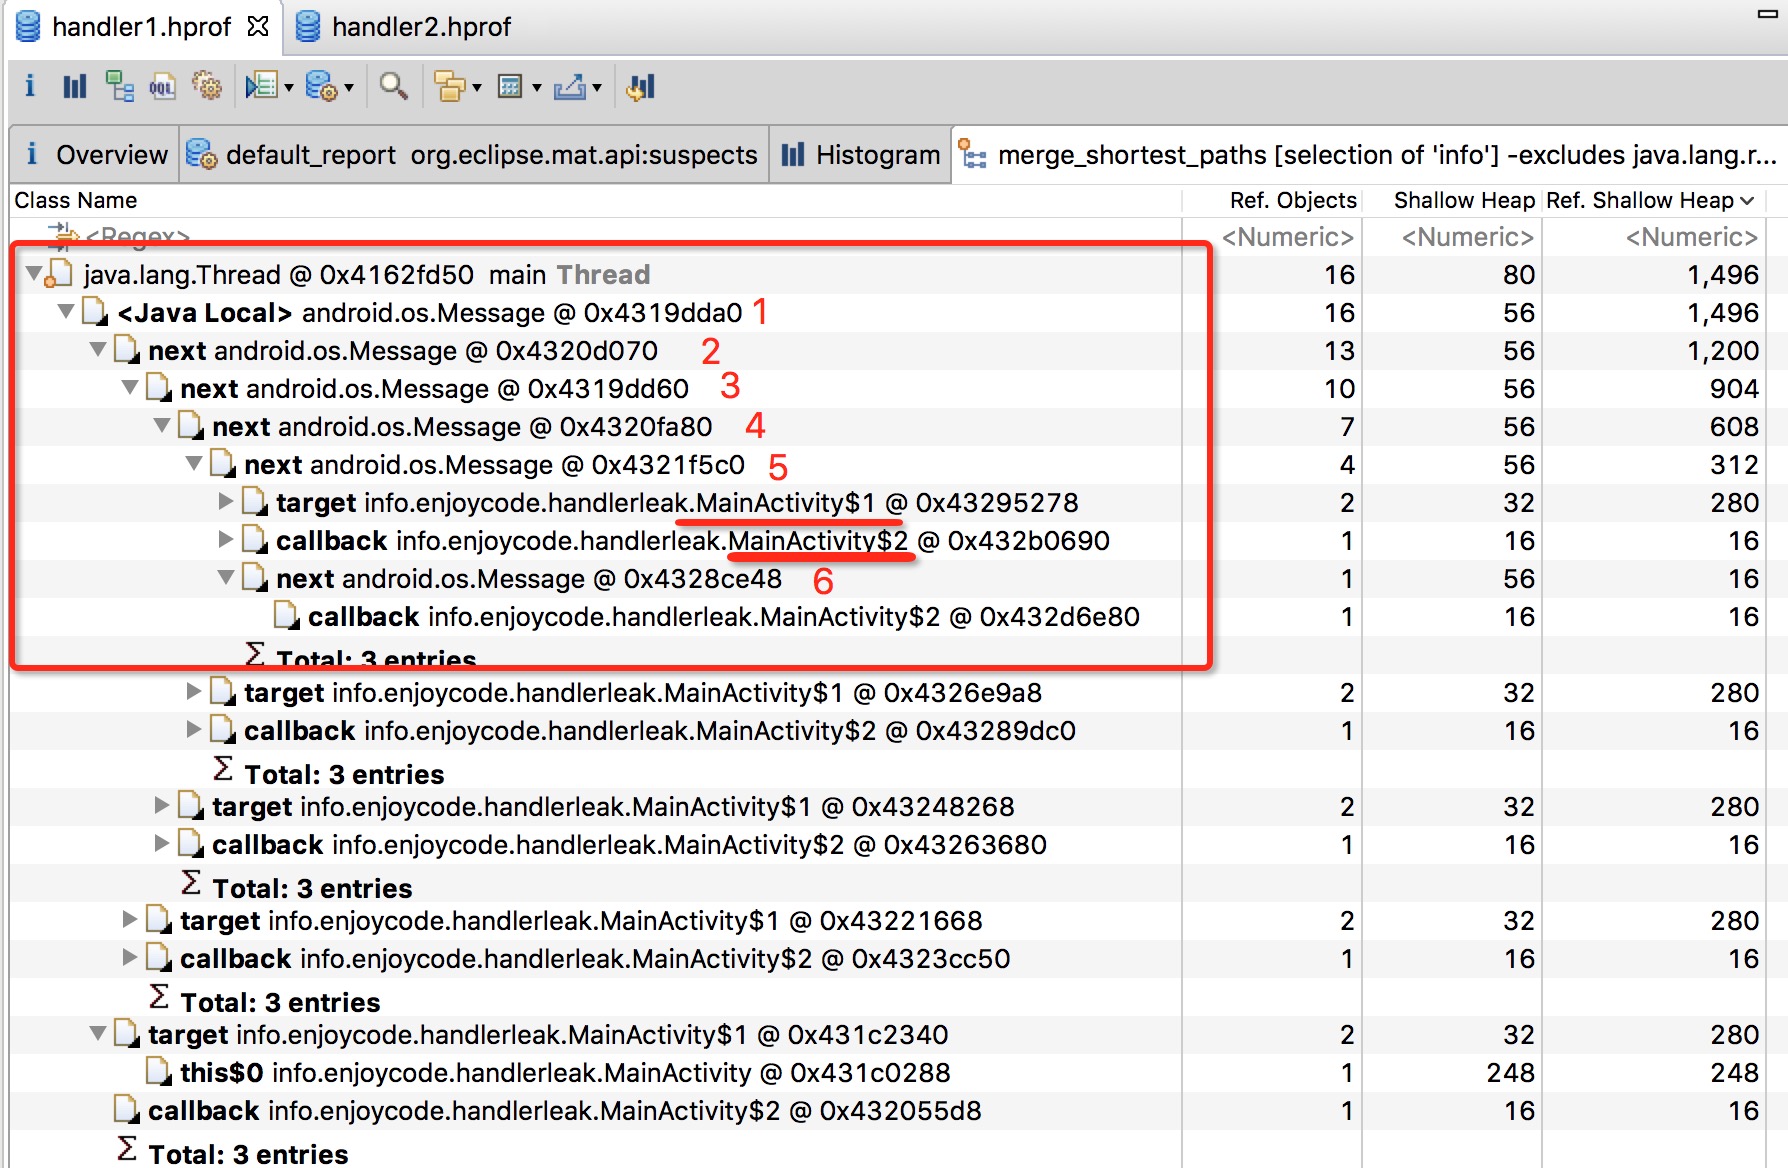 handler1.hprof handler2.hprof
i OQL
i Overview default_report org.eclipse.mat.api:suspects Histogram merge_shortest_paths [selection of 'info'] -excludes java.lang.r...
Class Name Ref. Objects Shallow Heap Ref. Shallow Heap
<Regex> <Numeric> <Numeric> <Numeric>
java.lang.Thread @ 0x4162fd50 main Thread 16 80 1,496
<Java Local> android.os.Message @ 0x4319dda0 1 16 56 1,496
next android.os.Message @ 0x4320d070 2 13 56 1,200
next android.os.Message @ 0x4319dd60 3 10 56 904
next android.os.Message @ 0x4320fa80 4 7 56 608
next android.os.Message @ 0x4321f5c0 5 4 56 312
target info.enjoycode.handlerleak.MainActivity$1 @ 0x43295278 2 32 280
callback info.enjoycode.handlerleak.MainActivity$2 @ 0x432b0690 1 16 16
next android.os.Message @ 0x4328ce48 6 1 56 16
callback info.enjoycode.handlerleak.MainActivity$2 @ 0x432d6e80 1 16 16
Σ Total: 3 entries
target info.enjoycode.handlerleak.MainActivity$1 @ 0x4326e9a8 2 32 280
callback info.enjoycode.handlerleak.MainActivity$2 @ 0x43289dc0 1 16 16
Σ Total: 3 entries
target info.enjoycode.handlerleak.MainActivity$1 @ 0x43248268 2 32 280
callback info.enjoycode.handlerleak.MainActivity$2 @ 0x43263680 1 16 16
Σ Total: 3 entries
target info.enjoycode.handlerleak.MainActivity$1 @ 0x43221668 2 32 280
callback info.enjoycode.handlerleak.MainActivity$2 @ 0x4323cc50 1 16 16
Σ Total: 3 entries
target info.enjoycode.handlerleak.MainActivity$1 @ 0x431c2340 2 32 280
this$0 info.enjoycode.handlerleak.MainActivity @ 0x431c0288 1 248 248
callback info.enjoycode.handlerleak.MainActivity$2 @ 0x432055d8 1 16 16
Σ Total: 3 entries